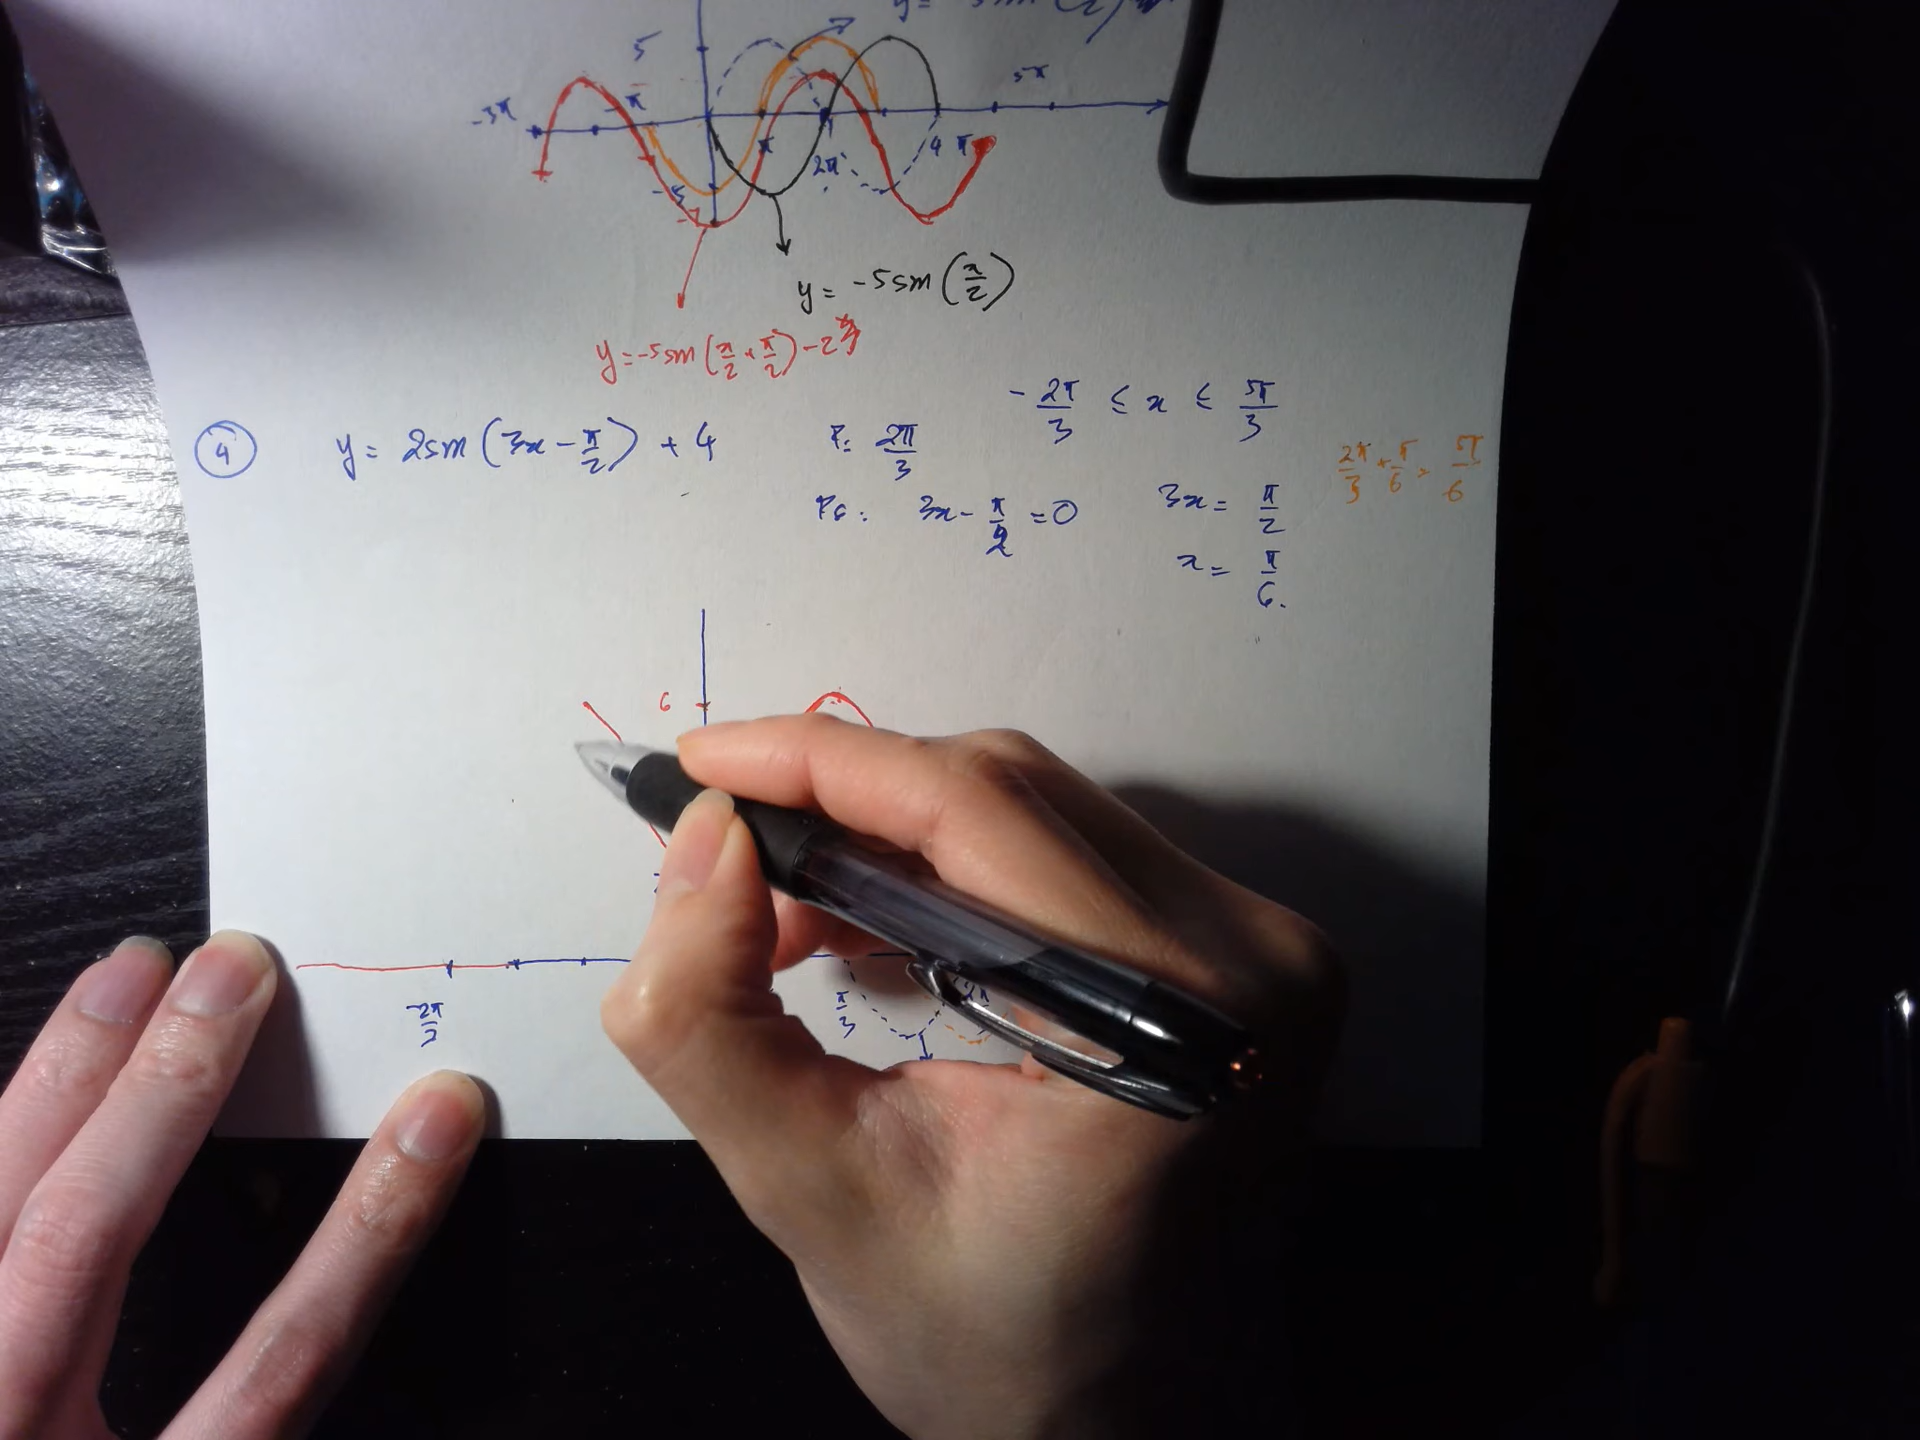 5
5π
-3π
-π
π
2π
4π
-5
-7
y = -5sin(x/2)
y = -5sin(x/2 + π/2) - 2
④ y = 2sin(3x - π/2) + 4
P: 2π/3
-2π/3 ≤ x ≤ 5π/3
2π/3 + π/6 = 5π/6
PS: 3x - π/2 = 0
3x = π/2
x = π/6.
6
-2π/3
π/3
2π